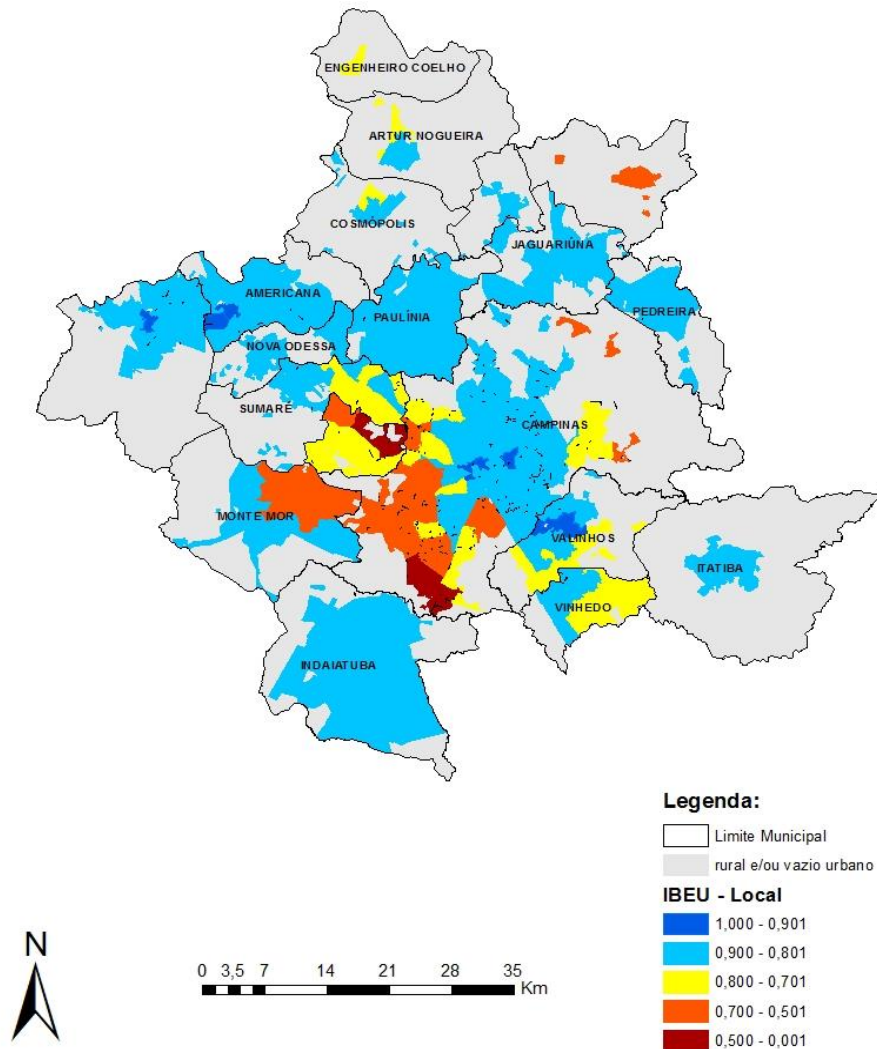 ENGENHEIRO COELHO
ARTUR NOGUEIRA
COSMÓPOLIS
JAGUARIÚNA
AMERICANA
PAULÍNIA
PEDREIRA
NOVA ODESSA
SUMARÉ
CAMPINAS
MONTE MOR
VALINHOS
ITATIBA
VINHEDO
INDAIATUBA
Legenda:
Limite Municipal
rural e/ou vazio urbano
IBEU - Local
1,000 - 0,901
0,900 - 0,801
0,800 - 0,701
0,700 - 0,501
0,500 - 0,001
N
0 3,5 7 14 21 28 35
Km